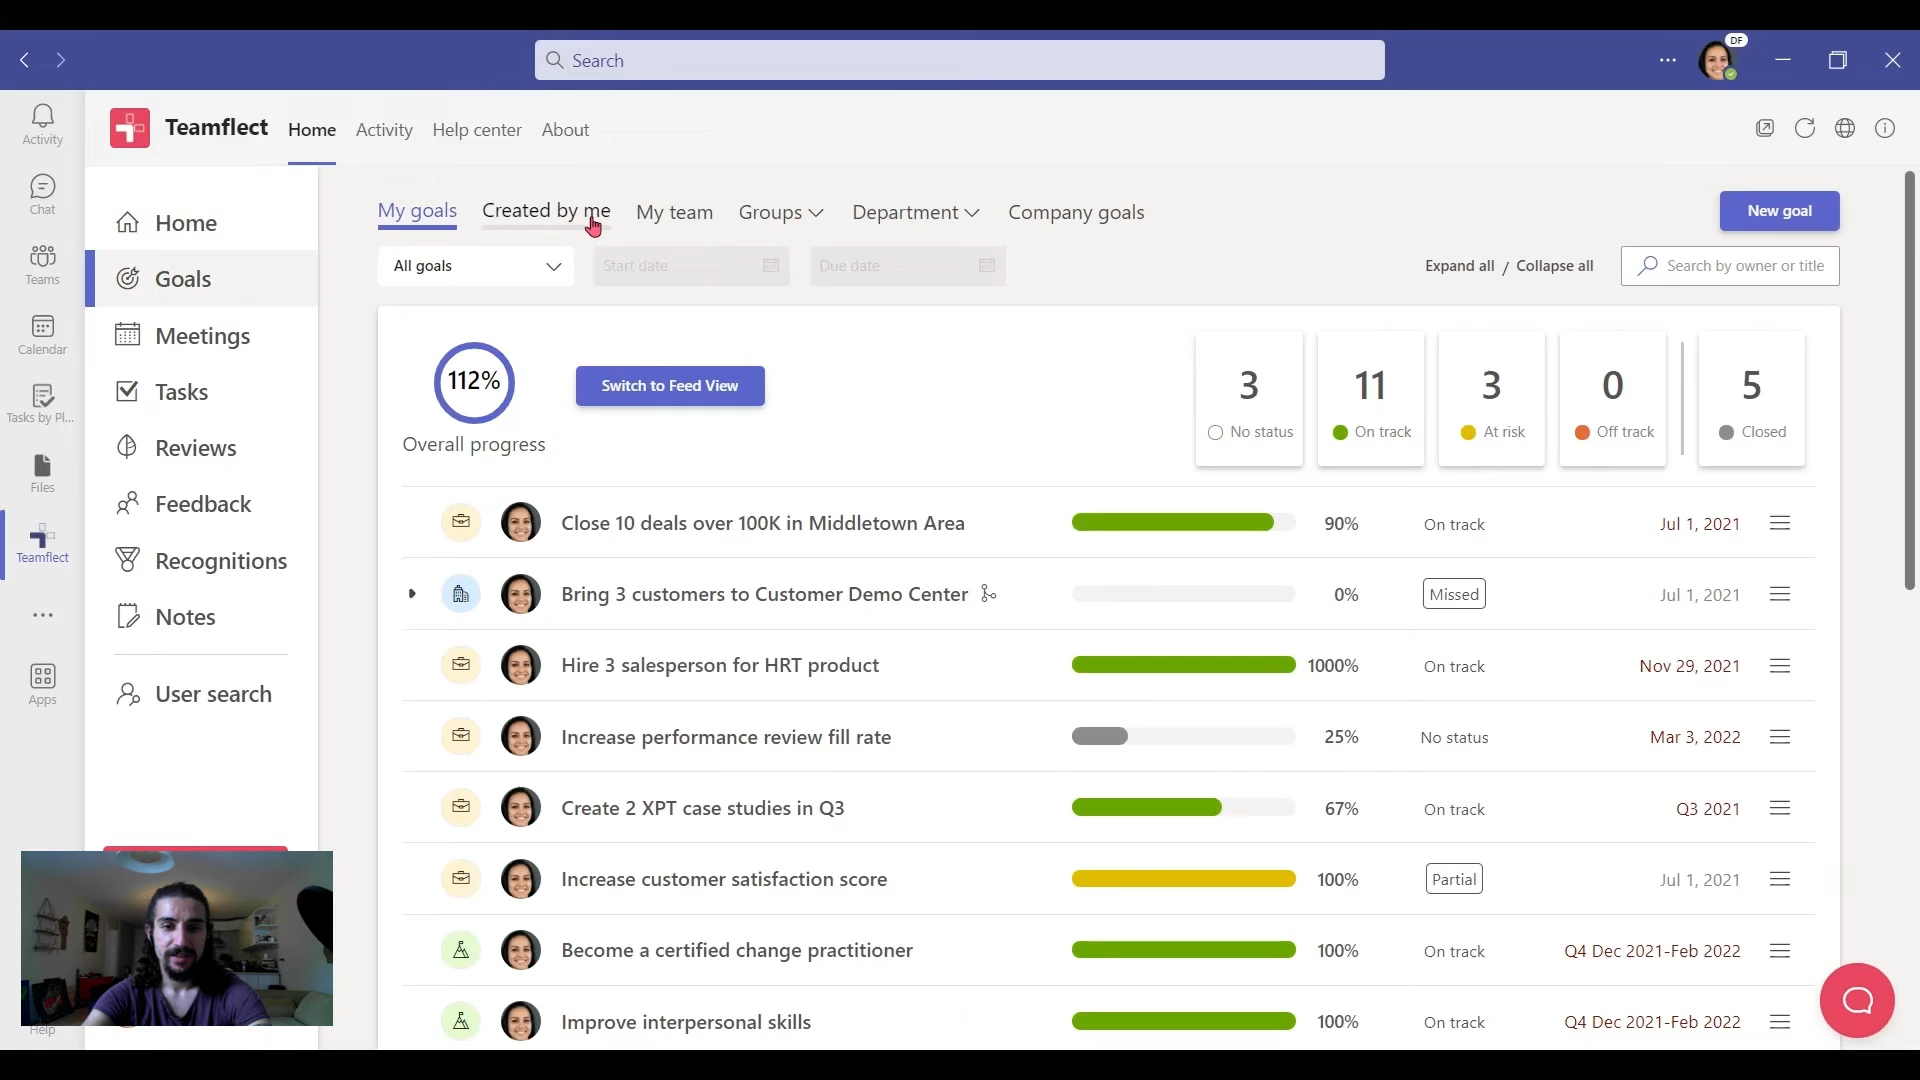 Search
DF
Activity
Chat
Teams
Calendar
Tasks by Pl...
Files
Teamflect
Apps
Help
Teamflect
Home
Activity
Help center
About
Home
Goals
Meetings
Tasks
Reviews
Feedback
Recognitions
Notes
User search
My goals
Created by me
My team
Groups
Department
Company goals
New goal
All goals
Start date
Due date
Expand all / Collapse all
Search by owner or title
112%
Overall progress
Switch to Feed View
3
No status
11
On track
3
At risk
0
Off track
5
Closed
Close 10 deals over 100K in Middletown Area 90% On track Jul 1, 2021
Bring 3 customers to Customer Demo Center 0% Missed Jul 1, 2021
Hire 3 salesperson for HRT product 1000% On track Nov 29, 2021
Increase performance review fill rate 25% No status Mar 3, 2022
Create 2 XPT case studies in Q3 67% On track Q3 2021
Increase customer satisfaction score 100% Partial Jul 1, 2021
Become a certified change practitioner 100% On track Q4 Dec 2021-Feb 2022
Improve interpersonal skills 100% On track Q4 Dec 2021-Feb 2022